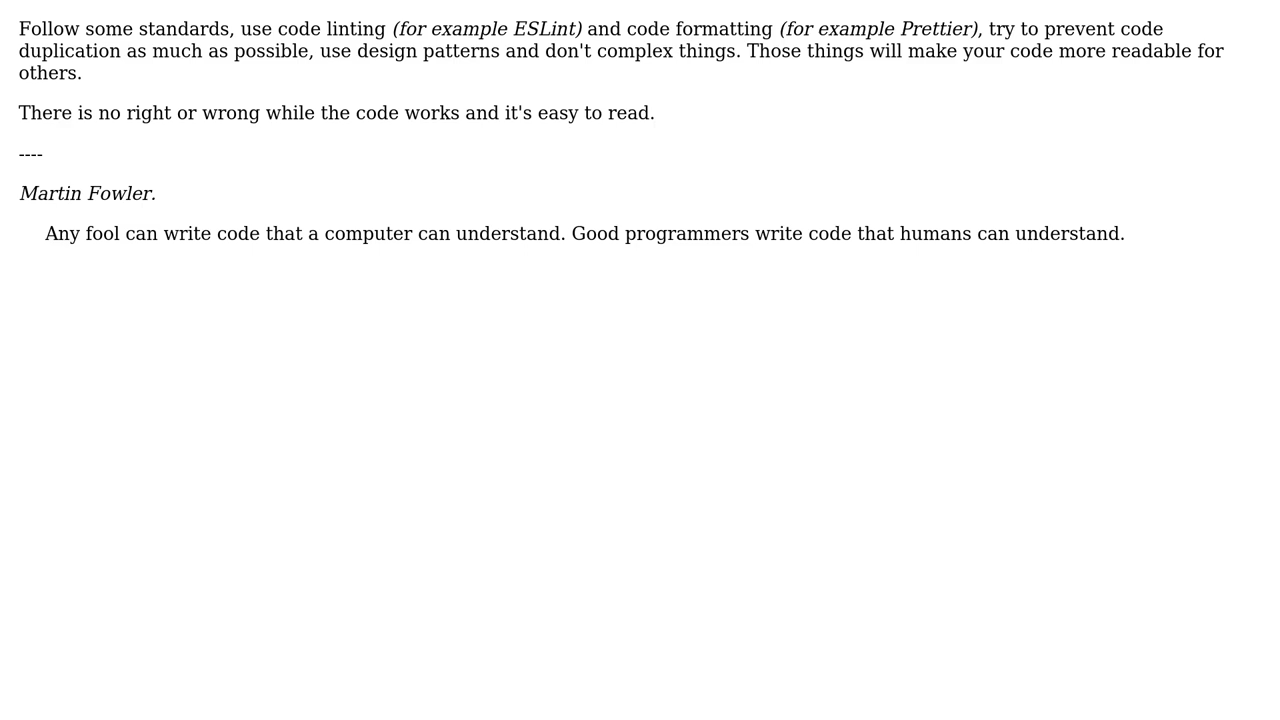 Follow some standards, use code linting (for example ESLint) and code formatting (for example Prettier), try to prevent code
duplication as much as possible, use design patterns and don't complex things. Those things will make your code more readable for
others.
There is no right or wrong while the code works and it's easy to read.
----
Martin Fowler.
Any fool can write code that a computer can understand. Good programmers write code that humans can understand.